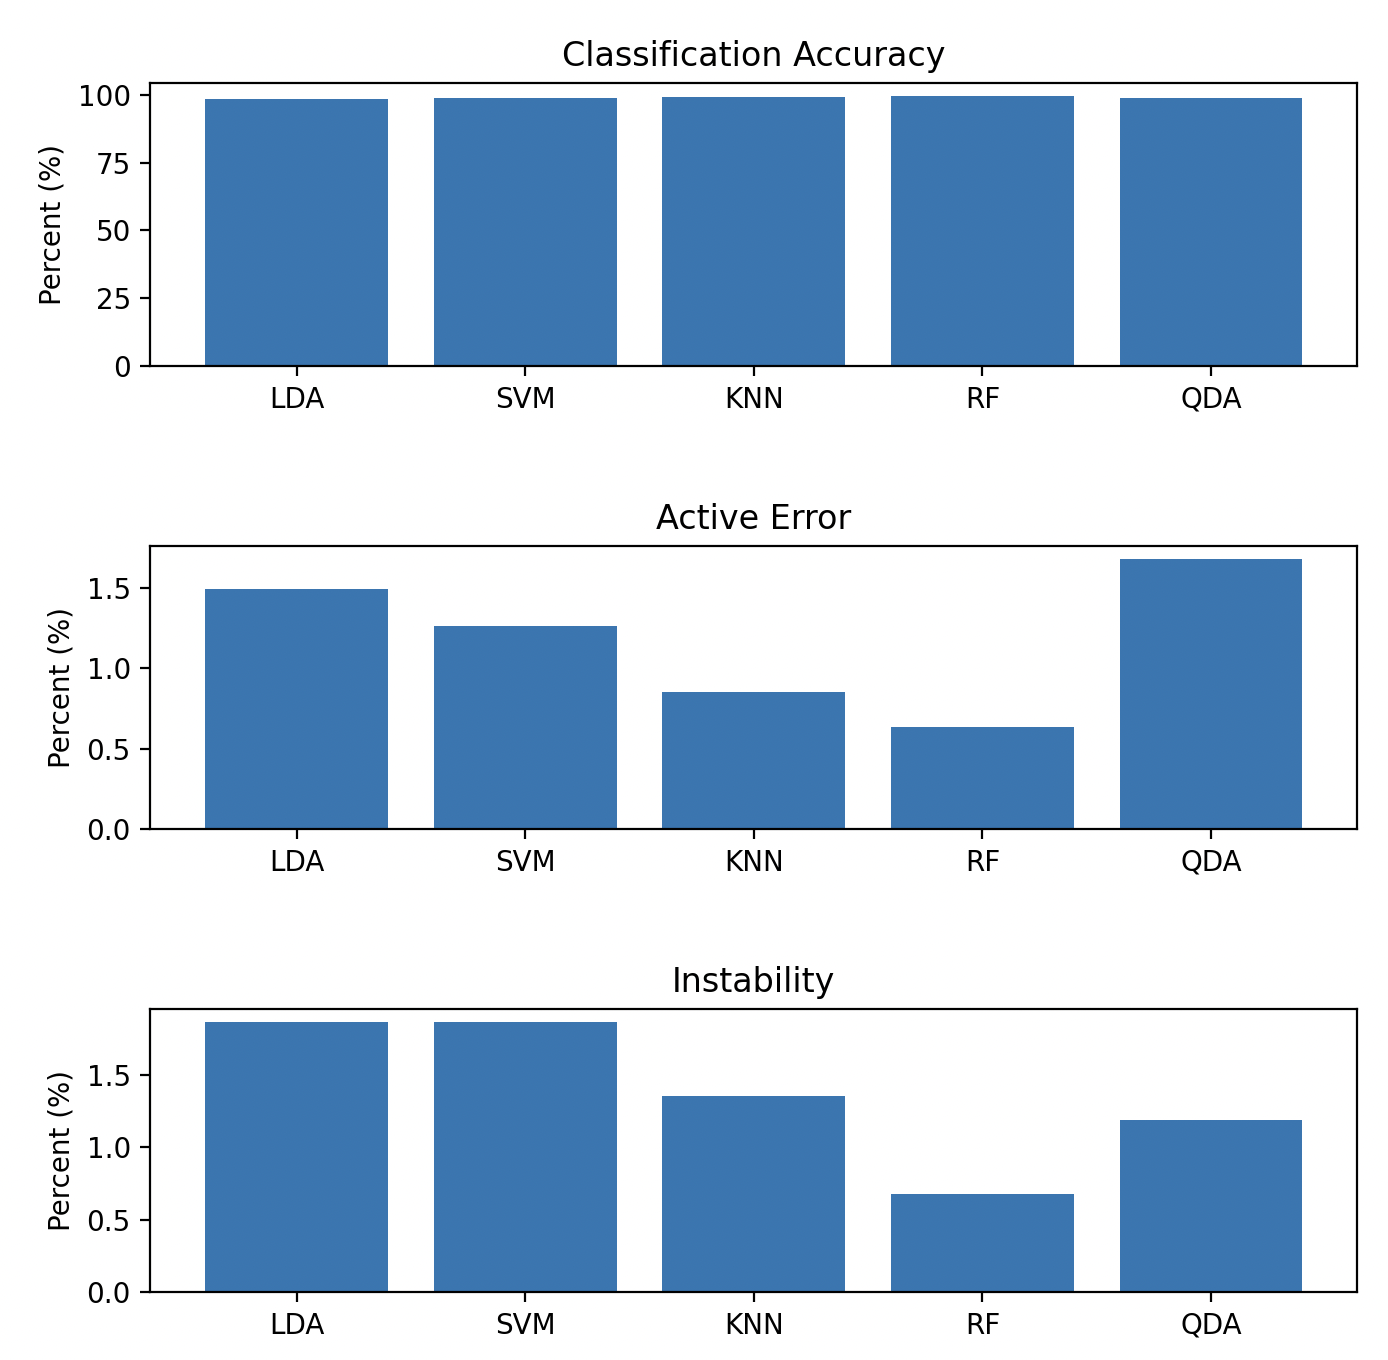 Classification Accuracy
Percent (%)
100
75
50
25
0
LDA SVM KNN RF QDA
Active Error
Percent (%)
1.5
1.0
0.5
0.0
LDA SVM KNN RF QDA
Instability
Percent (%)
1.5
1.0
0.5
0.0
LDA SVM KNN RF QDA